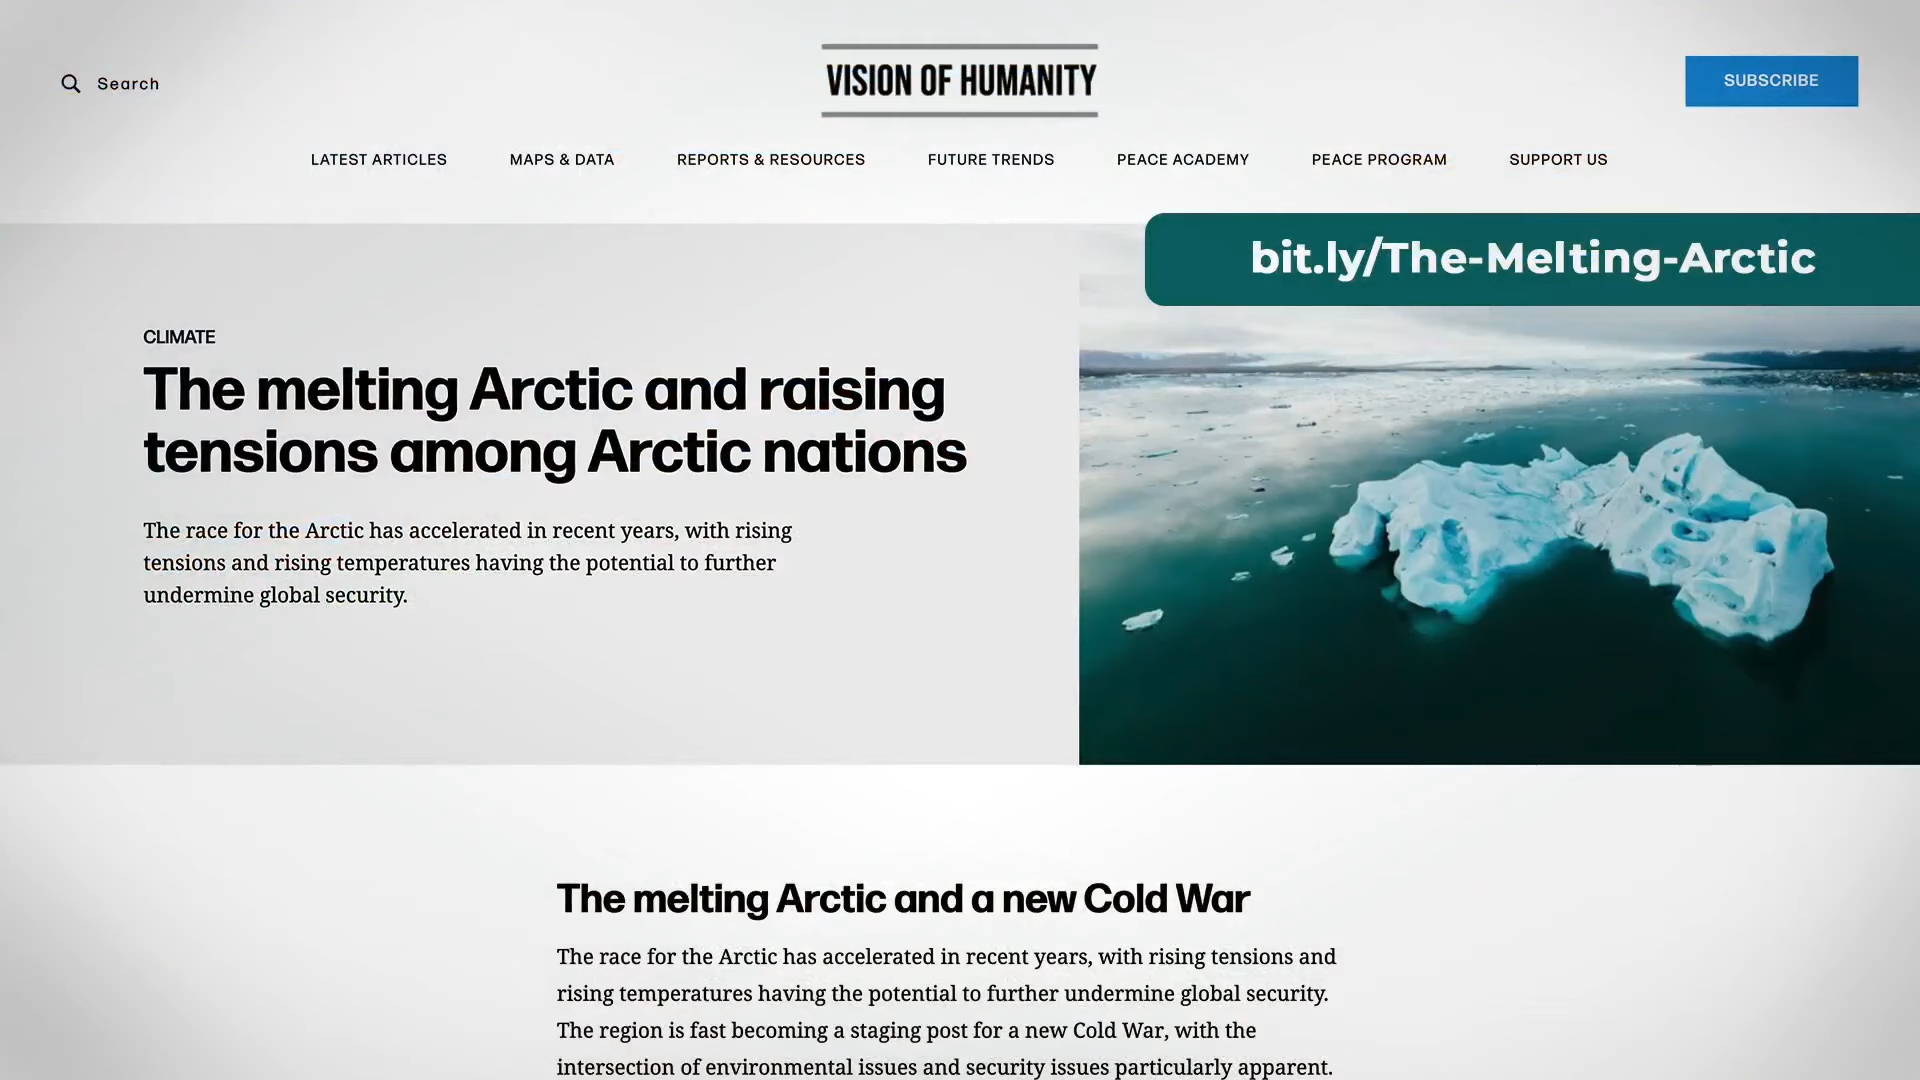 Search
VISION OF HUMANITY
SUBSCRIBE
LATEST ARTICLES
MAPS & DATA
REPORTS & RESOURCES
FUTURE TRENDS
PEACE ACADEMY
PEACE PROGRAM
SUPPORT US
bit.ly/The-Melting-Arctic
CLIMATE
The melting Arctic and raising
tensions among Arctic nations
The race for the Arctic has accelerated in recent years, with rising
tensions and rising temperatures having the potential to further
undermine global security.
The melting Arctic and a new Cold War
The race for the Arctic has accelerated in recent years, with rising tensions and
rising temperatures having the potential to further undermine global security.
The region is fast becoming a staging post for a new Cold War, with the
intersection of environmental issues and security issues particularly apparent.